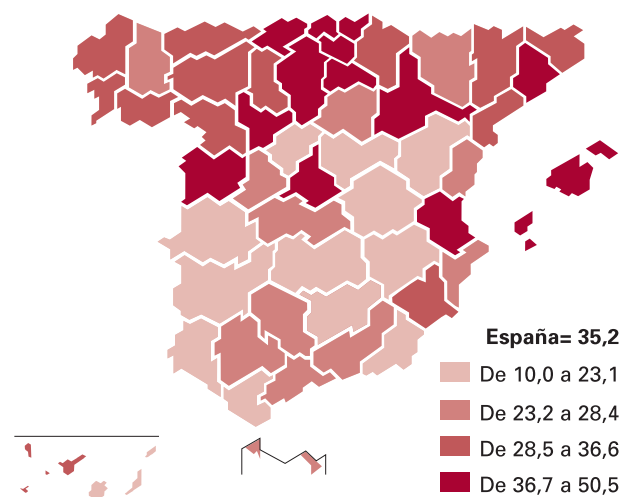 España= 35,2
De 10,0 a 23,1
De 23,2 a 28,4
De 28,5 a 36,6
De 36,7 a 50,5